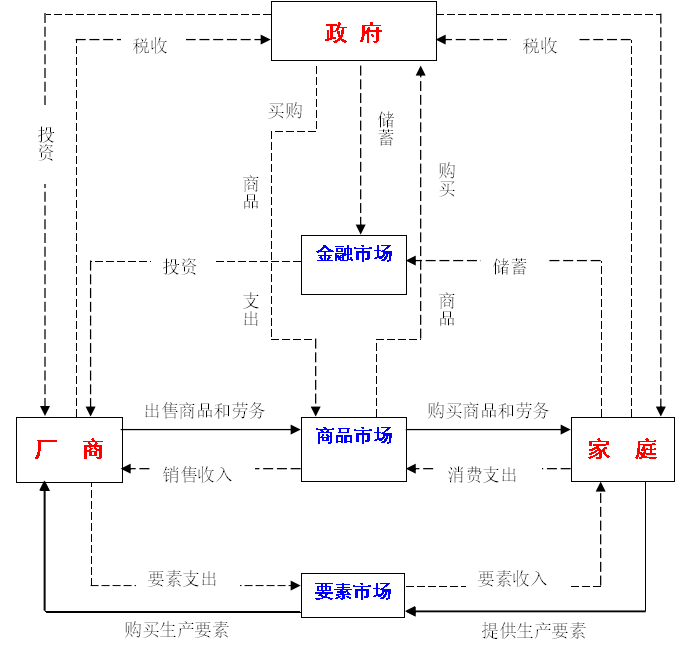 政 府
税收
税收
买购
储蓄
投资
商品
购买
金融市场
投资
储蓄
支出
商品
出售商品和劳务
购买商品和劳务
厂 商
商品市场
家 庭
销售收入
消费支出
要素支出
要素市场
要素收入
购买生产要素
提供生产要素